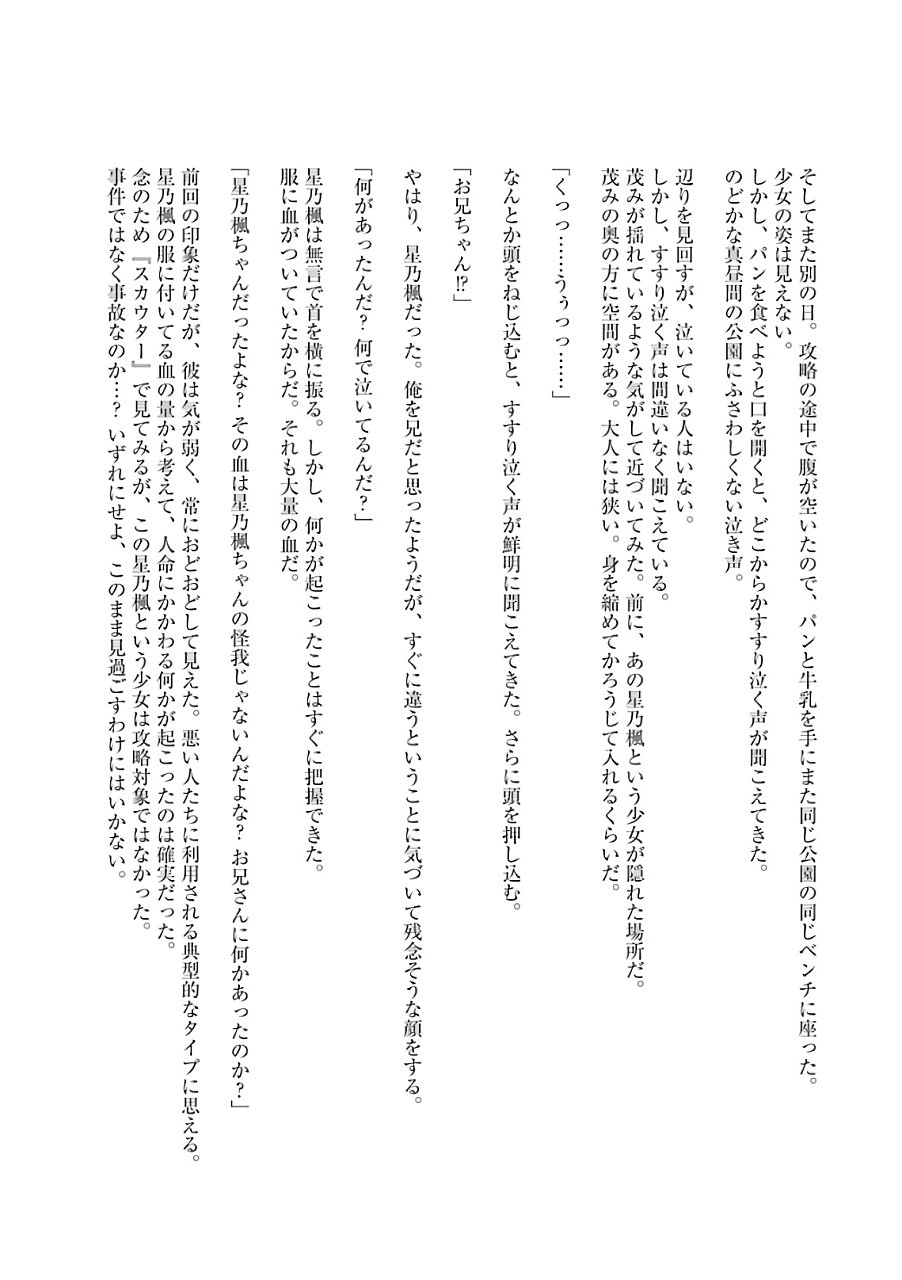 そしてまた別の日。攻略の途中で腹が空いたので、パンと牛乳を手にまた同じ公園の同じベンチに座った。
少女の姿は見えない。
しかし、パンを食べようと口を開くと、どこからかすすり泣く声が聞こえてきた。
のどかな真昼間の公園にふさわしくない泣き声。
辺りを見回すが、泣いている人はいない。
しかし、すすり泣く声は間違いなく聞こえている。
茂みが揺れているような気がして近づいてみた。前に、あの星乃楓という少女が隠れた場所だ。
茂みの奥の方に空間がある。大人には狭い。身を縮めてかろうじて入れるくらいだ。
「くっっ……うぅっっ……」
なんとか頭をねじ込むと、すすり泣く声が鮮明に聞こえてきた。さらに頭を押し込む。
「お兄ちゃん!?」
やはり、星乃楓だった。俺を兄だと思ったようだが、すぐに違うということに気づいて残念そうな顔をする。
「何があったんだ? 何で泣いてるんだ?」
星乃楓は無言で首を横に振る。しかし、何かが起こったことはすぐに把握できた。
服に血がついていたからだ。それも大量の血だ。
「星乃楓ちゃんだったよな? その血は星乃楓ちゃんの怪我じゃないんだよな? お兄さんに何かあったのか?」
前回の印象だけだが、彼は気が弱く、常におどおどして見えた。悪い人たちに利用される典型的なタイプに思える。
星乃楓の服に付いてる血の量から考えて、人命にかかわる何かが起こったのは確実だった。
念のため『スカウター』で見てみるが、この星乃楓という少女は攻略対象ではなかった。
事件ではなく事故なのか…? いずれにせよ、このまま見過ごすわけにはいかない。